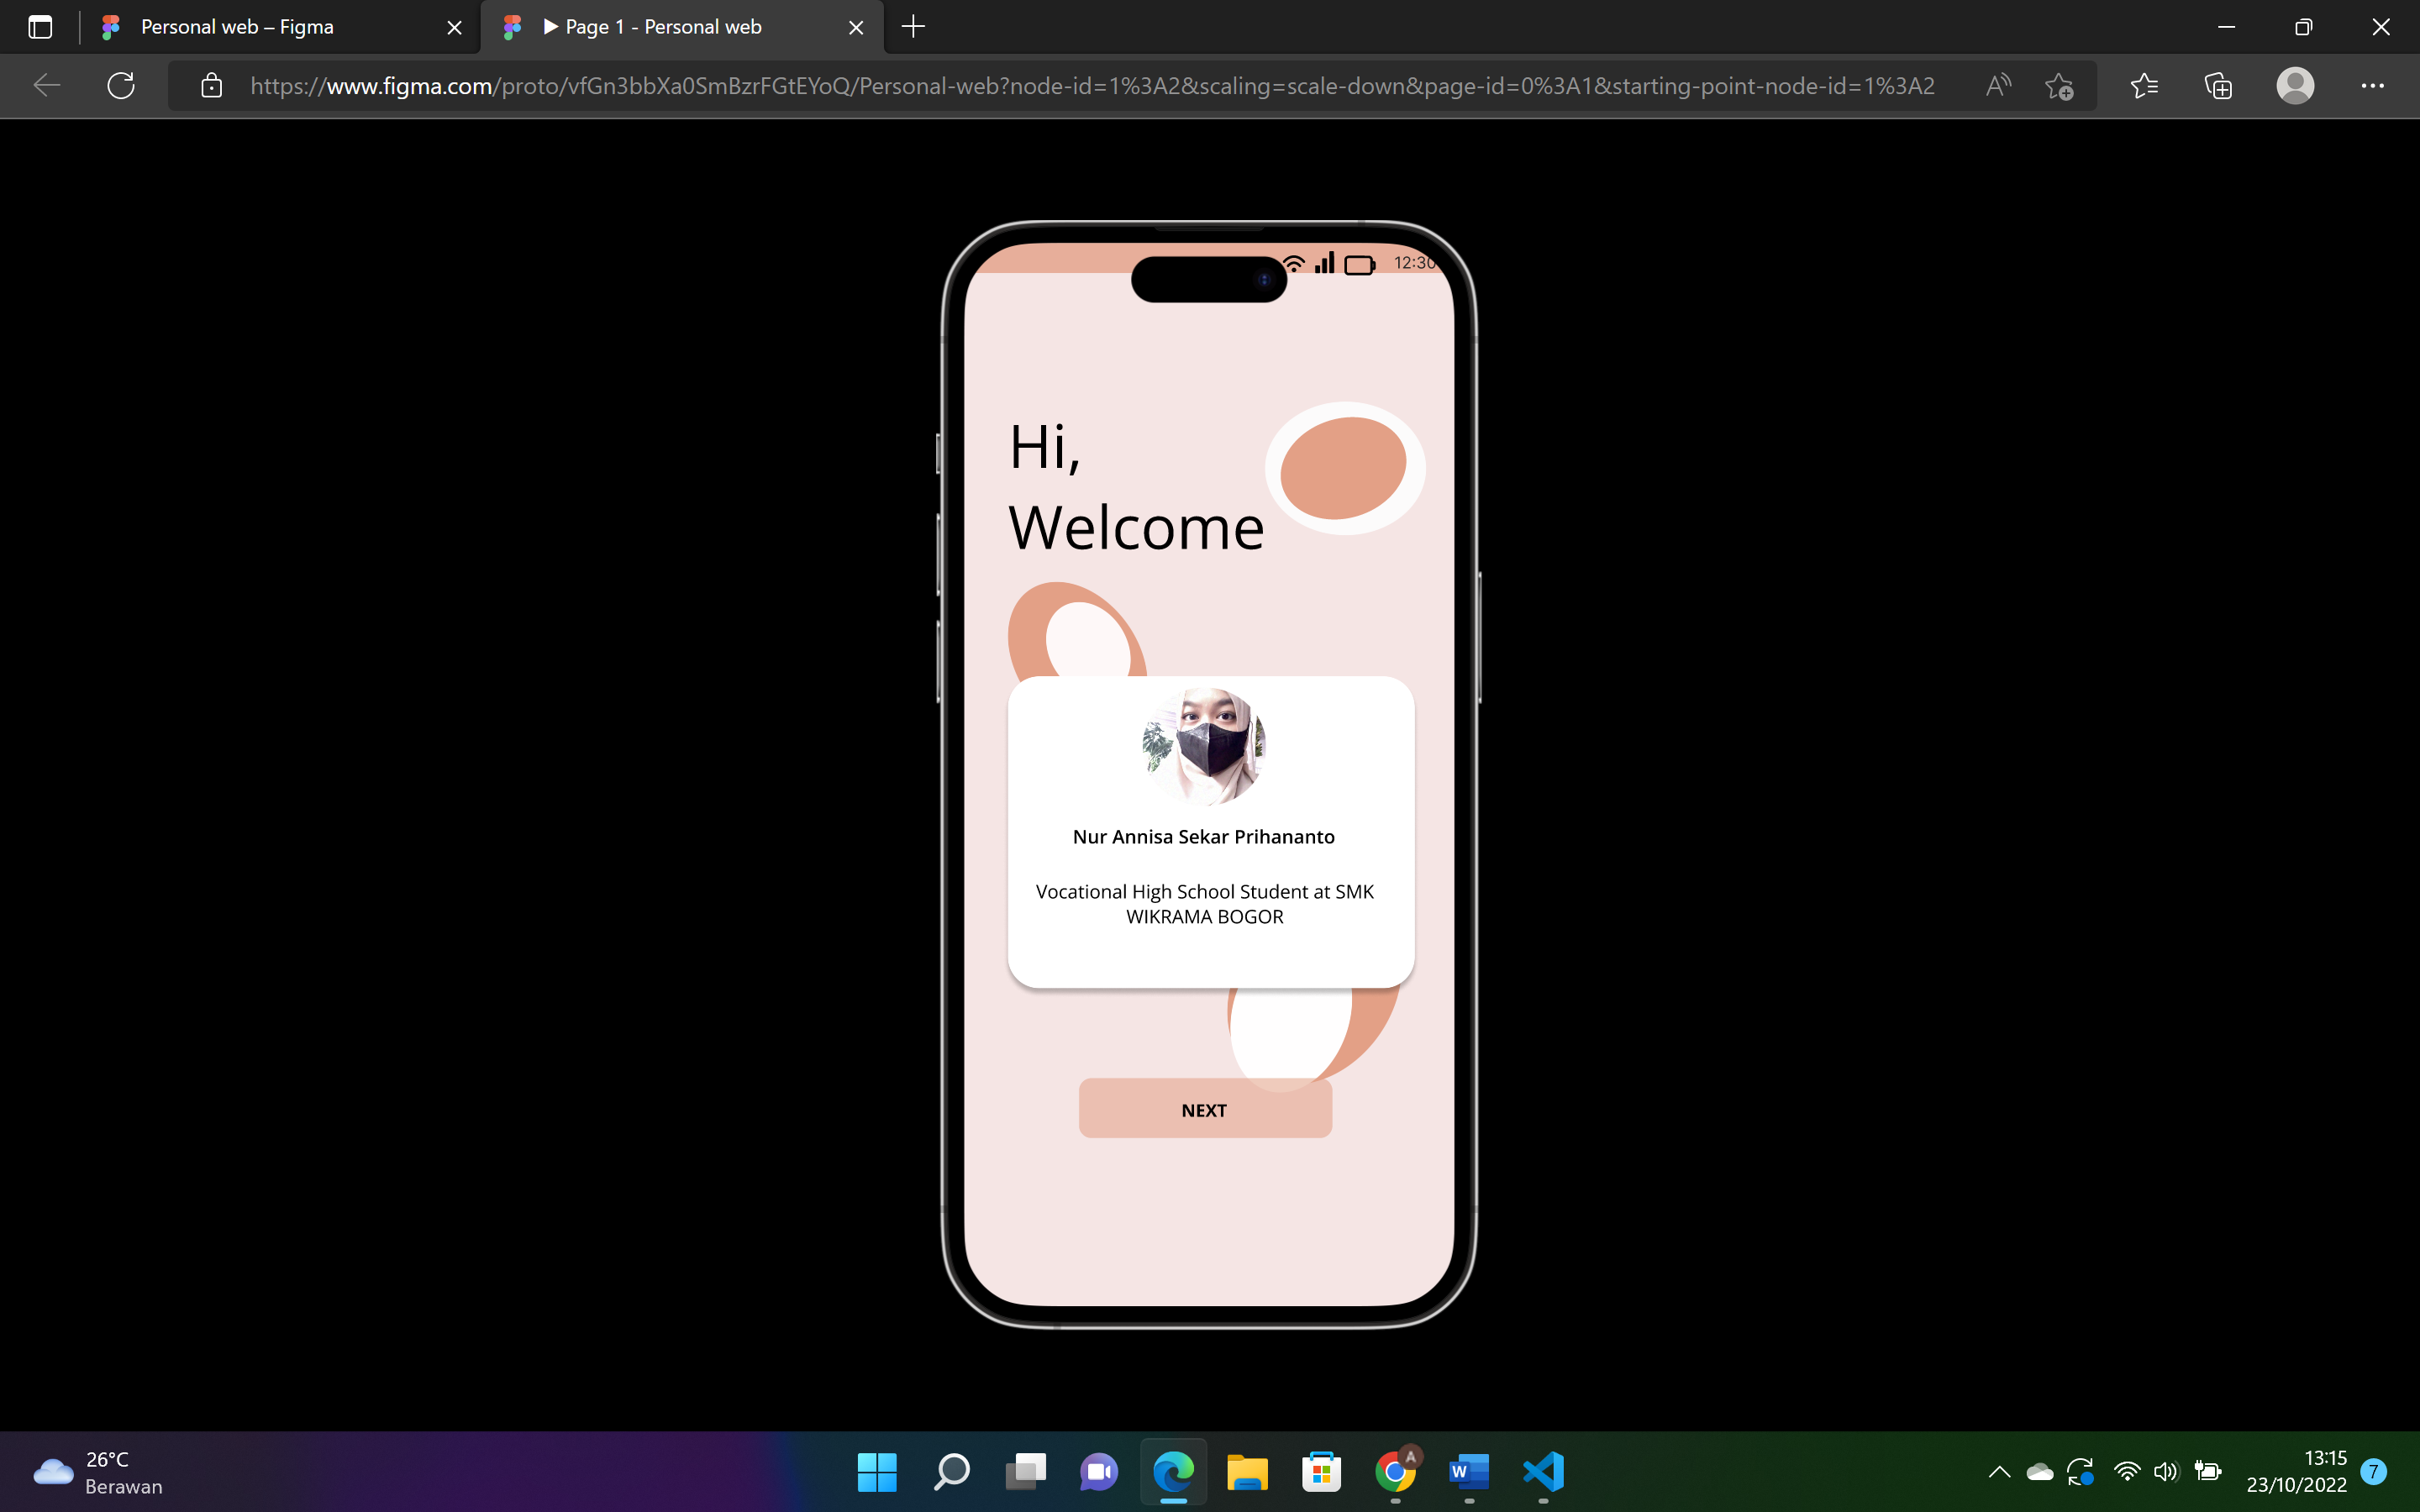 Personal web – Figma
▶ Page 1 - Personal web
https://www.figma.com/proto/vfGn3bbXa0SmBzrFGtEYoQ/Personal-web?node-id=1%3A2&scaling=scale-down&page-id=0%3A1&starting-point-node-id=1%3A2
12:30
Hi,
Welcome
Nur Annisa Sekar Prihananto
Vocational High School Student at SMK
WIKRAMA BOGOR
NEXT
26°C
Berawan
A
13:15
23/10/2022
7